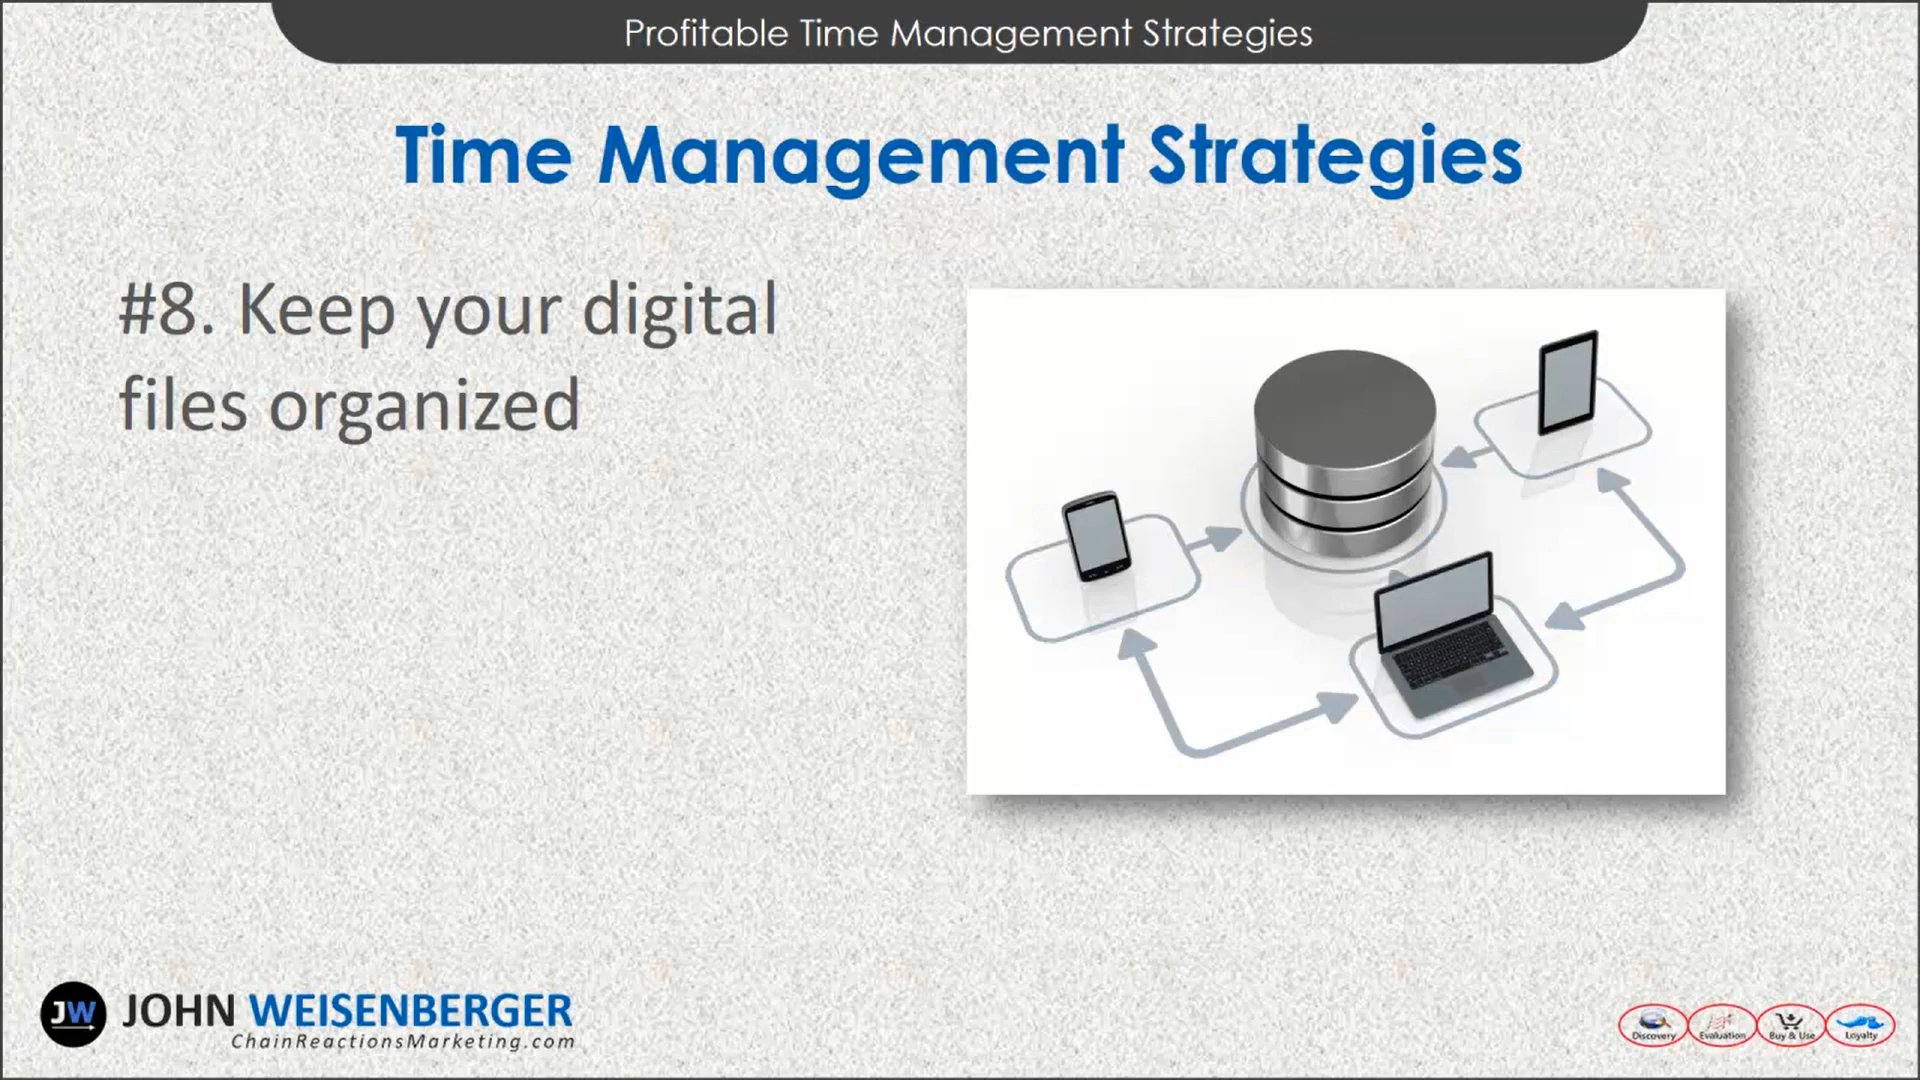 Profitable Time Management Strategies
Time Management Strategies
#8. Keep your digital
files organized
JW
JOHN WEISENBERGER
ChainReactionsMarketing.com
Discovery
Evaluation
Buy & Use
Loyalty